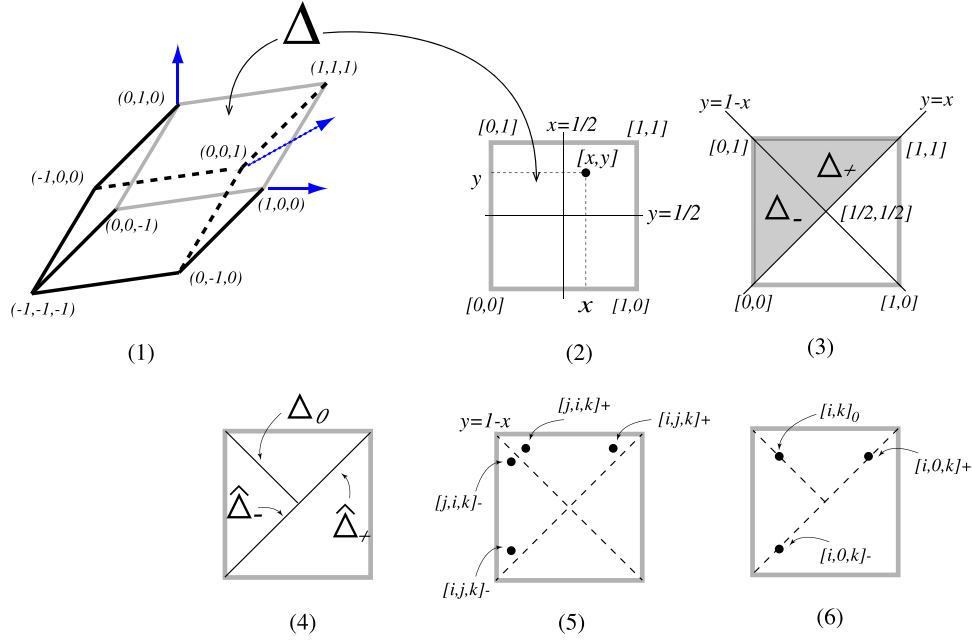 Δ
(0,1,0)
(1,1,1)
(-1,0,0)
(0,0,1)
(0,0,-1)
(1,0,0)
(0,-1,0)
(-1,-1,-1)
(1)
[0,1]
x=1/2
[1,1]
y
[x,y]
y=1/2
[0,0]
x
[1,0]
(2)
y=1-x
y=x
[0,1]
[1,1]
Δ+
Δ-
[1/2,1/2]
[0,0]
[1,0]
(3)
Δ0
Δ̂-
Δ̂+
(4)
y=1-x
[j,i,k]+
[i,j,k]+
[j,i,k]-
[i,j,k]-
(5)
[i,k]0
[i,0,k]+
[i,0,k]-
(6)